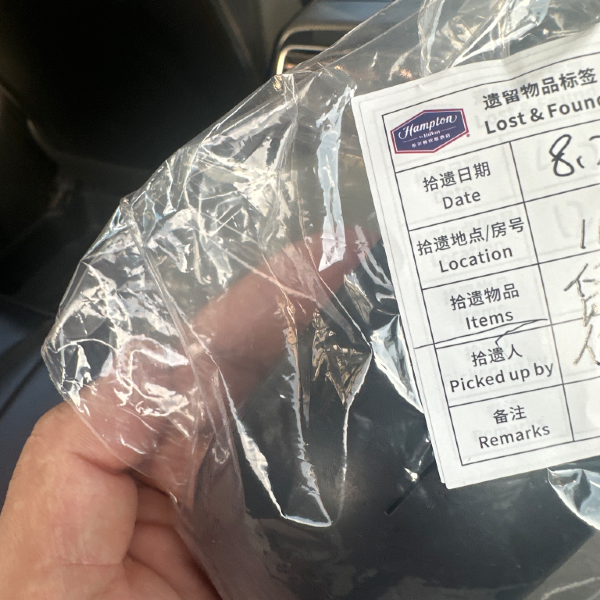 遗留物品标签
Lost & Found
Hampton
by Hilton
拾遗日期
Date
8.
拾遗地点/房号
Location
拾遗物品
Items
拾遗人
Picked up by
备注
Remarks